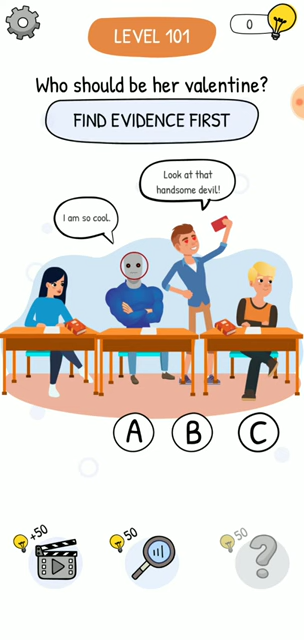 LEVEL 101
0
Who should be her valentine?
FIND EVIDENCE FIRST
Look at that
handsome devil!
I am so cool.
A B C
+50
50
50
?